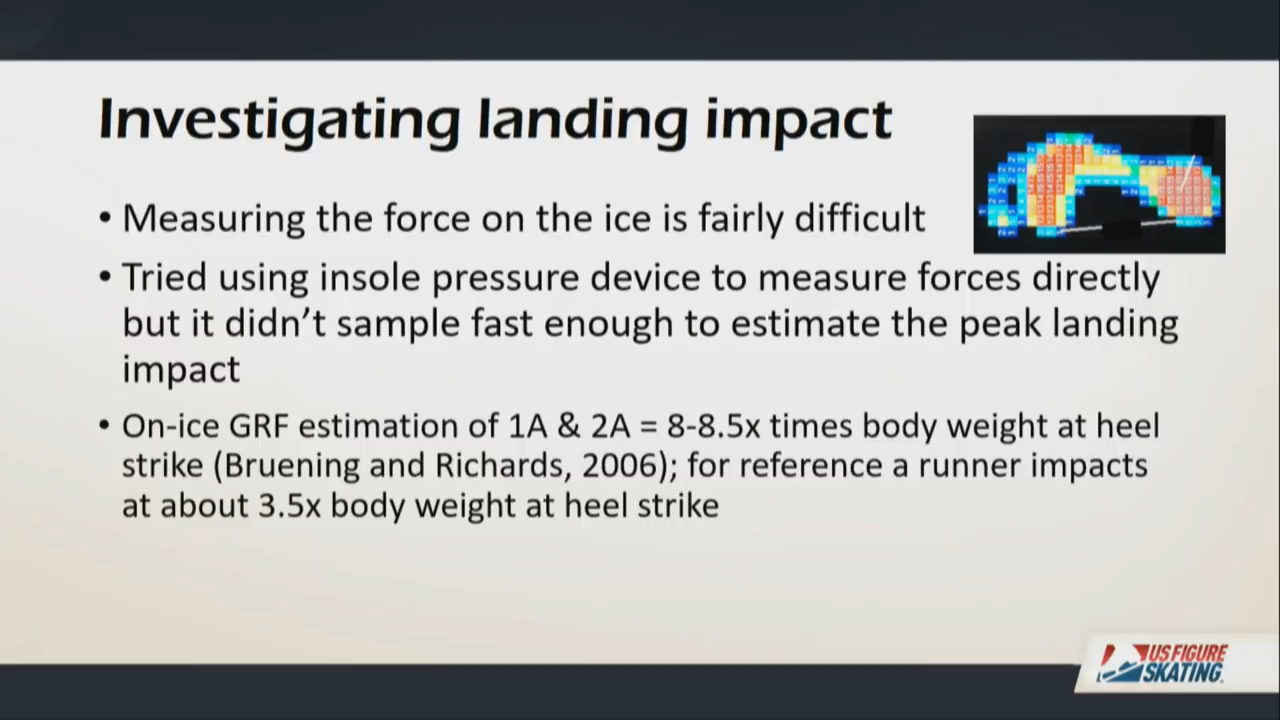 Investigating landing impact
• Measuring the force on the ice is fairly difficult
• Tried using insole pressure device to measure forces directly
but it didn't sample fast enough to estimate the peak landing
impact
• On-ice GRF estimation of 1A & 2A = 8-8.5x times body weight at heel
strike (Bruening and Richards, 2006); for reference a runner impacts
at about 3.5x body weight at heel strike
US FIGURE
SKATING